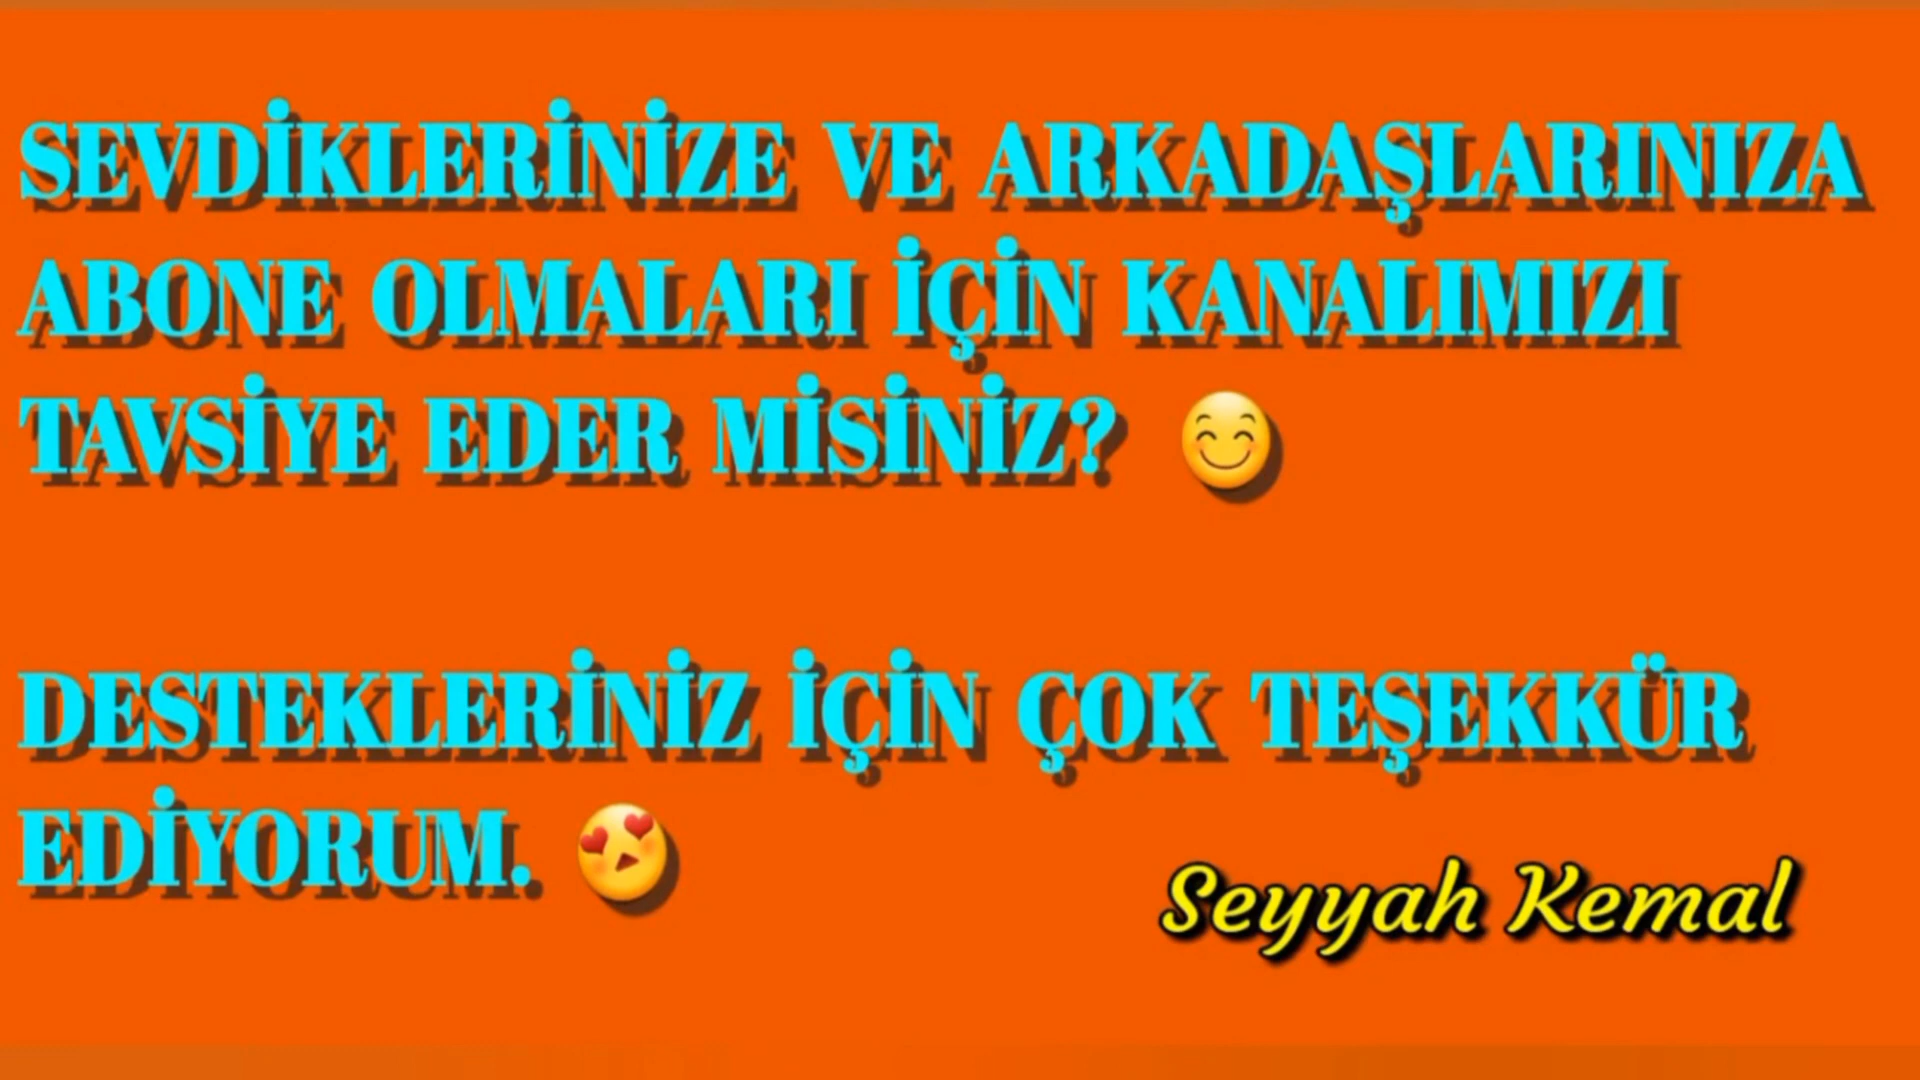 SEVDİKLERİNİZE VE ARKADAŞLARINIZA
ABONE OLMALARI İÇİN KANALIMIZI
TAVSİYE EDER MİSİNİZ? 😊
DESTEKLERİNİZ İÇİN ÇOK TEŞEKKÜR
EDİYORUM. 😍
Seyyah Kemal